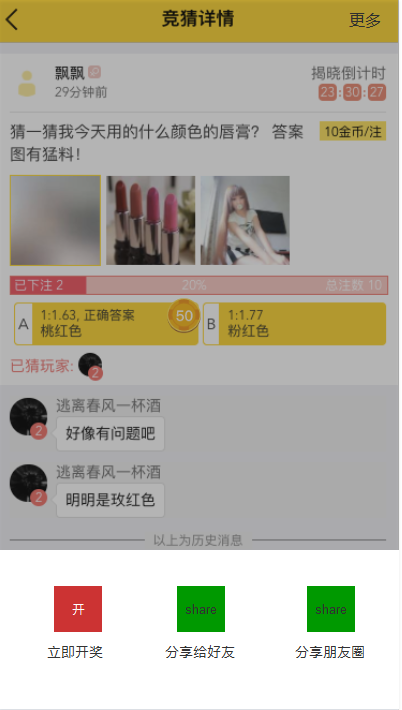 竞猜详情
更多
飘飘
揭晓倒计时
29分钟前
23:30:27
猜一猜我今天用的什么颜色的唇膏? 答案
10金币/注
图有猛料!
已下注 2
20%
总注数 10
A
1:1.63, 正确答案
桃红色
50
B
1:1.77
粉红色
已猜玩家:
2
逃离春风一杯酒
2
好像有问题吧
逃离春风一杯酒
2
明明是玫红色
以上为历史消息
开
share
share
立即开奖
分享给好友
分享朋友圈